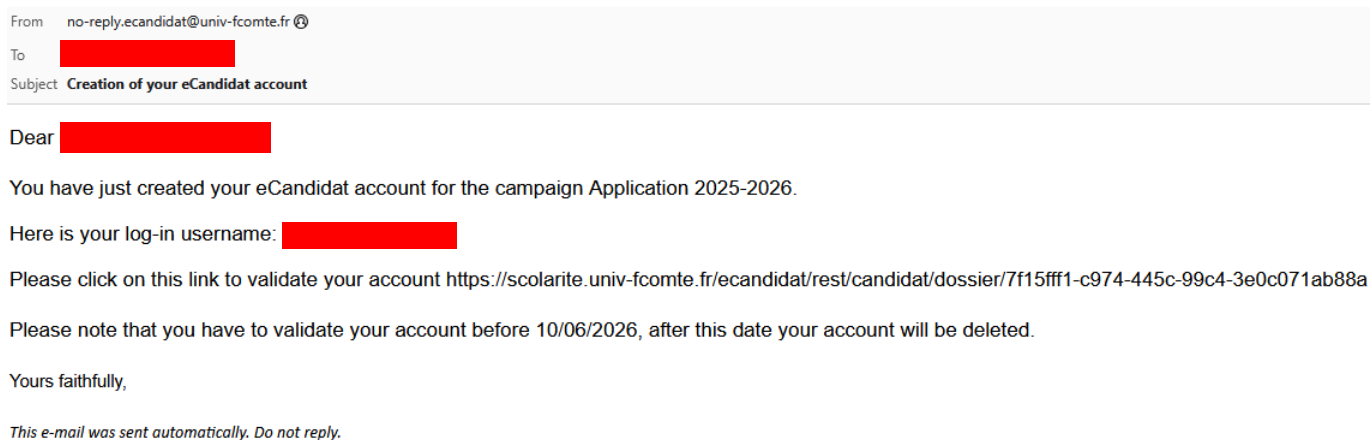 From no-reply.ecandidat@univ-fcomte.fr
To
Subject Creation of your eCandidat account
Dear
You have just created your eCandidat account for the campaign Application 2025-2026.
Here is your log-in username:
Please click on this link to validate your account https://scolarite.univ-fcomte.fr/ecandidat/rest/candidat/dossier/7f15fff1-c974-445c-99c4-3e0c071ab88a
Please note that you have to validate your account before 10/06/2026, after this date your account will be deleted.
Yours faithfully,
This e-mail was sent automatically. Do not reply.